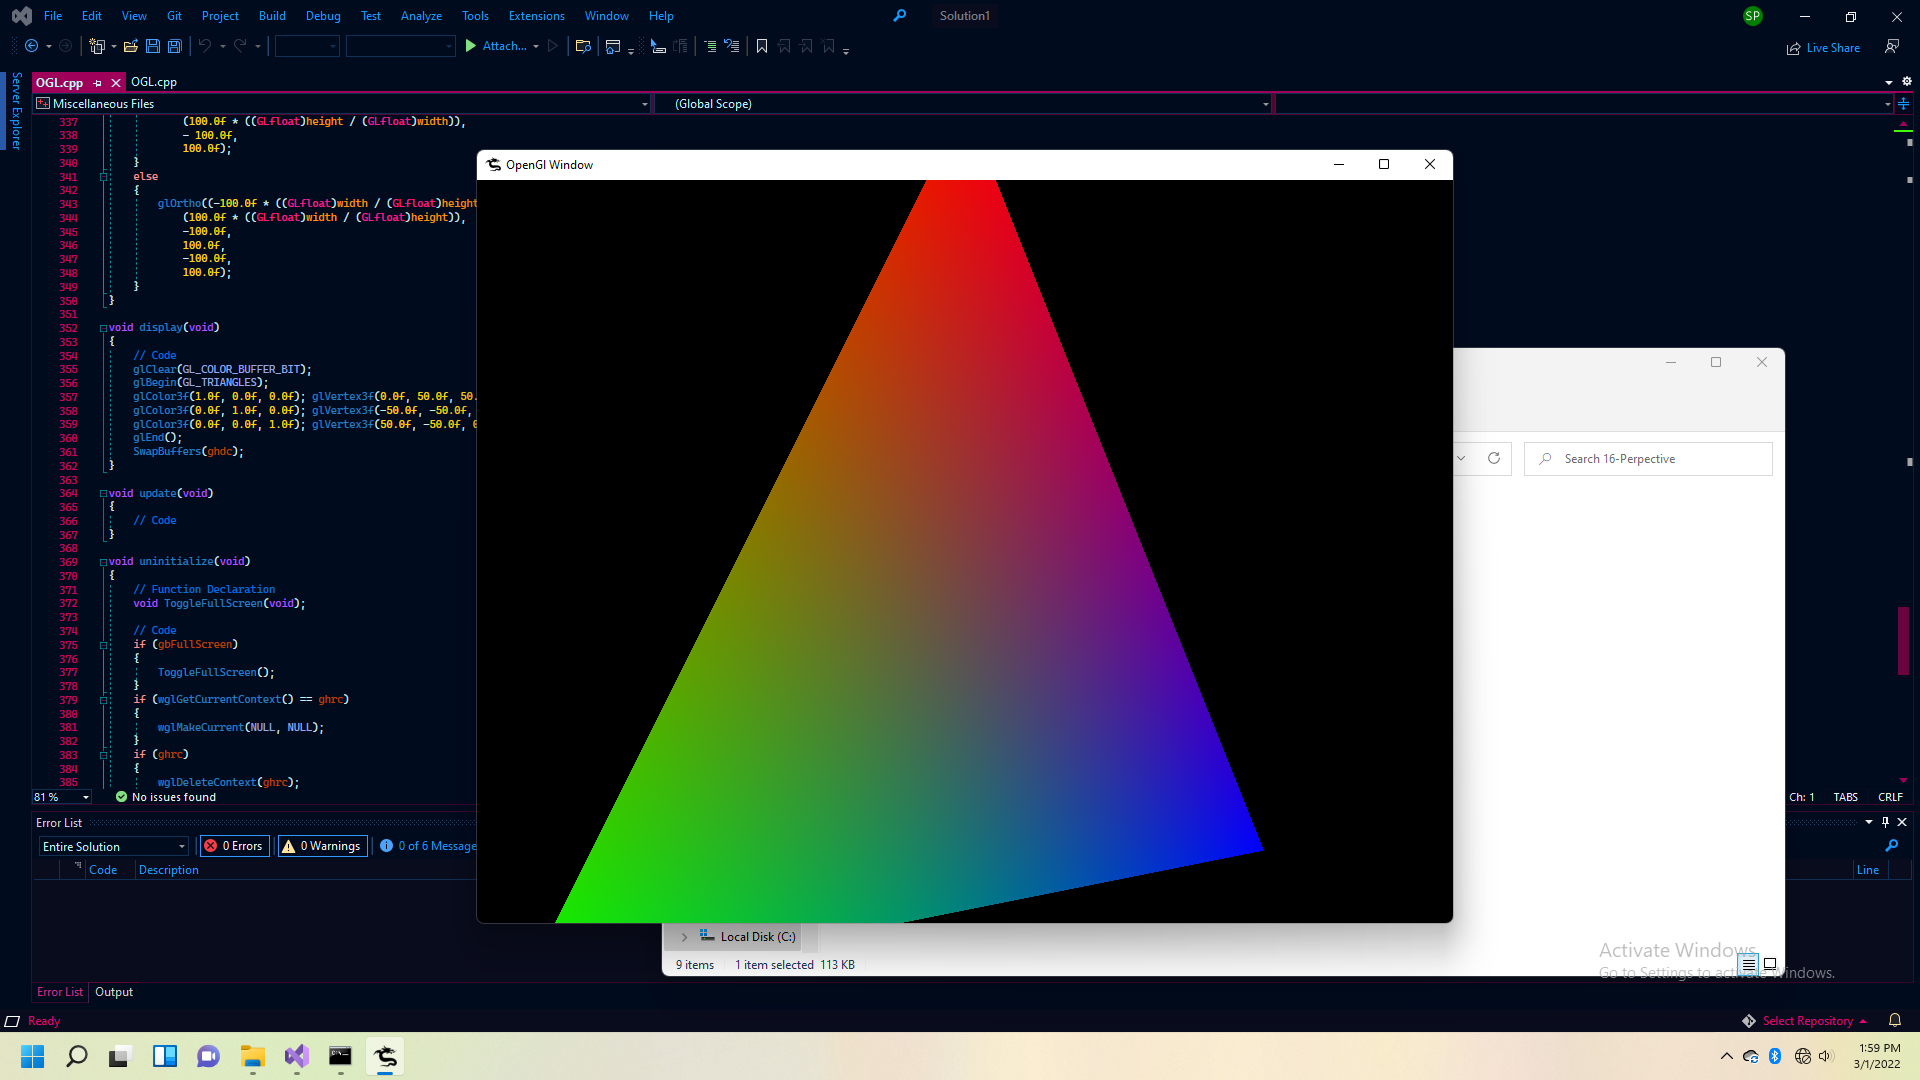 File Edit View Git Project Build Debug Test Analyze Tools Extensions Window Help Solution1 SP
Attach... Live Share
Server Explorer
OGL.cpp OGL.cpp
Miscellaneous Files (Global Scope)
337 (100.0f * ((GLfloat)height / (GLfloat)width)),
338 - 100.0f,
339 100.0f);
340 }
341 else
342 {
343 glOrtho((-100.0f * ((GLfloat)width / (GLfloat)height
344 (100.0f * ((GLfloat)width / (GLfloat)height)),
345 -100.0f,
346 100.0f,
347 -100.0f,
348 100.0f);
349 }
350 }
351
352 void display(void)
353 {
354 // Code
355 glClear(GL_COLOR_BUFFER_BIT);
356 glBegin(GL_TRIANGLES);
357 glColor3f(1.0f, 0.0f, 0.0f); glVertex3f(0.0f, 50.0f, 50.
358 glColor3f(0.0f, 1.0f, 0.0f); glVertex3f(-50.0f, -50.0f,
359 glColor3f(0.0f, 0.0f, 1.0f); glVertex3f(50.0f, -50.0f, 0
360 glEnd();
361 SwapBuffers(ghdc);
362 }
363
364 void update(void)
365 {
366 // Code
367 }
368
369 void uninitialize(void)
370 {
371 // Function Declaration
372 void ToggleFullScreen(void);
373
374 // Code
375 if (gbFullScreen)
376 {
377 ToggleFullScreen();
378 }
379 if (wglGetCurrentContext() == ghrc)
380 {
381 wglMakeCurrent(NULL, NULL);
382 }
383 if (ghrc)
384 {
385 wglDeleteContext(ghrc);
81 % No issues found Ch: 1 TABS CRLF
OpenGl Window
Search 16-Perpective
Error List
Entire Solution 0 Errors 0 Warnings 0 of 6 Message
Code Description Line
Local Disk (C:)
9 items 1 item selected 113 KB
Activate Windows
Go to Settings to activate Windows.
Error List Output
Ready Select Repository
1:59 PM
3/1/2022